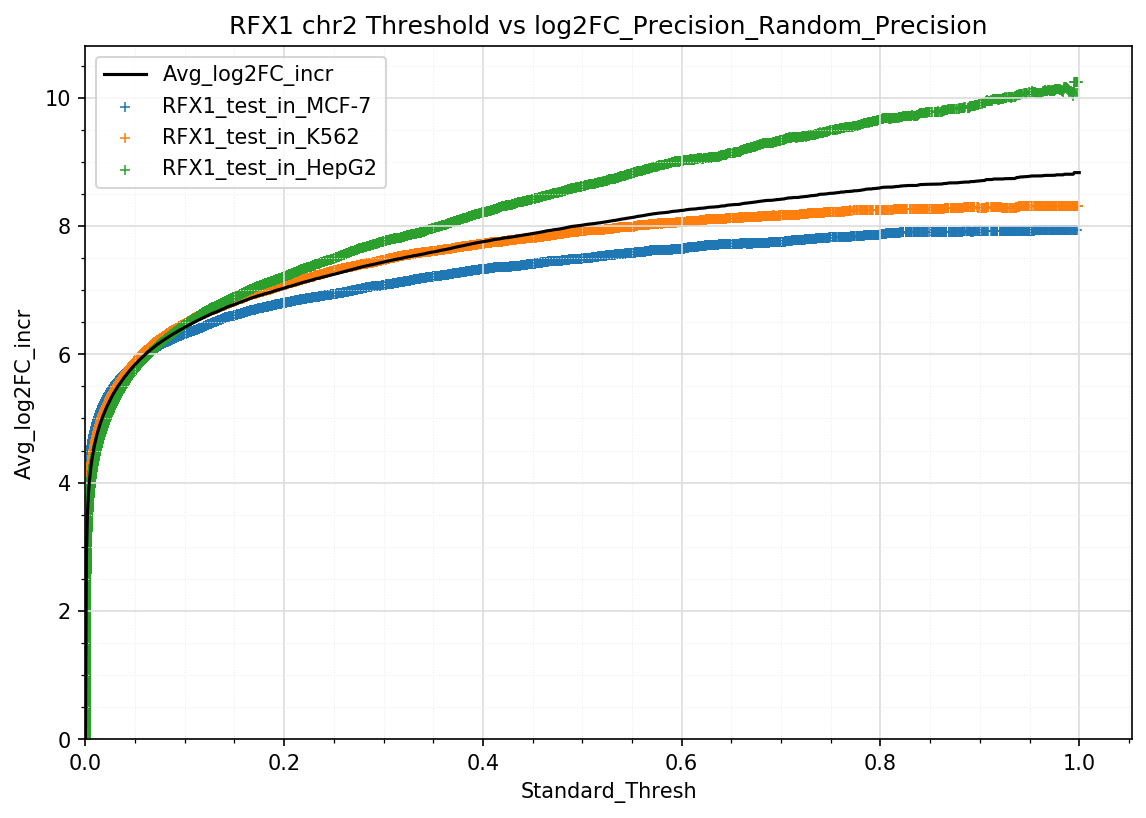 RFX1 chr2 Threshold vs log2FC_Precision_Random_Precision
Avg_log2FC_incr
RFX1_test_in_MCF-7
RFX1_test_in_K562
RFX1_test_in_HepG2
Avg_log2FC_incr
10
8
6
4
2
0
0.0 0.2 0.4 0.6 0.8 1.0
Standard_Thresh